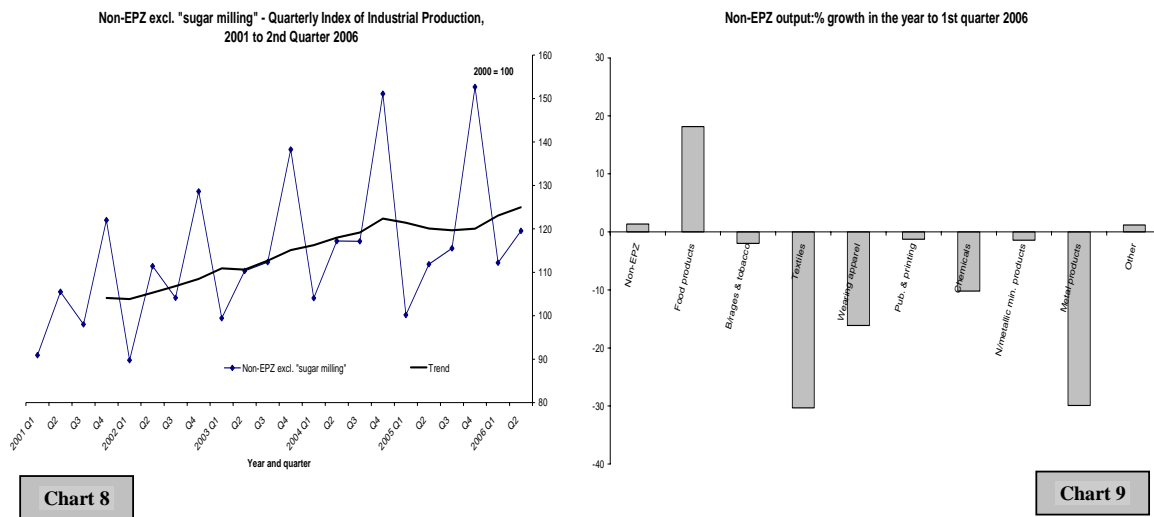 Non-EPZ excl. "sugar milling" - Quarterly Index of Industrial Production,
2001 to 2nd Quarter 2006
160
150
140
130
120
110
100
90
80
2000 = 100
Non-EPZ excl. "sugar milling"
Trend
2001 Q1
Q2
Q3
Q4
2002 Q1
Q2
Q3
Q4
2003 Q1
Q2
Q3
Q4
2004 Q1
Q2
Q3
Q4
2005 Q1
Q2
Q3
Q4
2006 Q1
Q2
Year and quarter
Chart 8
Non-EPZ output:% growth in the year to 1st quarter 2006
30
20
10
0
-10
-20
-30
-40
Non-EPZ
Food products
B/rages & tobacco
Textiles
Wearing apparel
Pub. & printing
Chemicals
N/metallic min. products
Metal products
Other
Chart 9